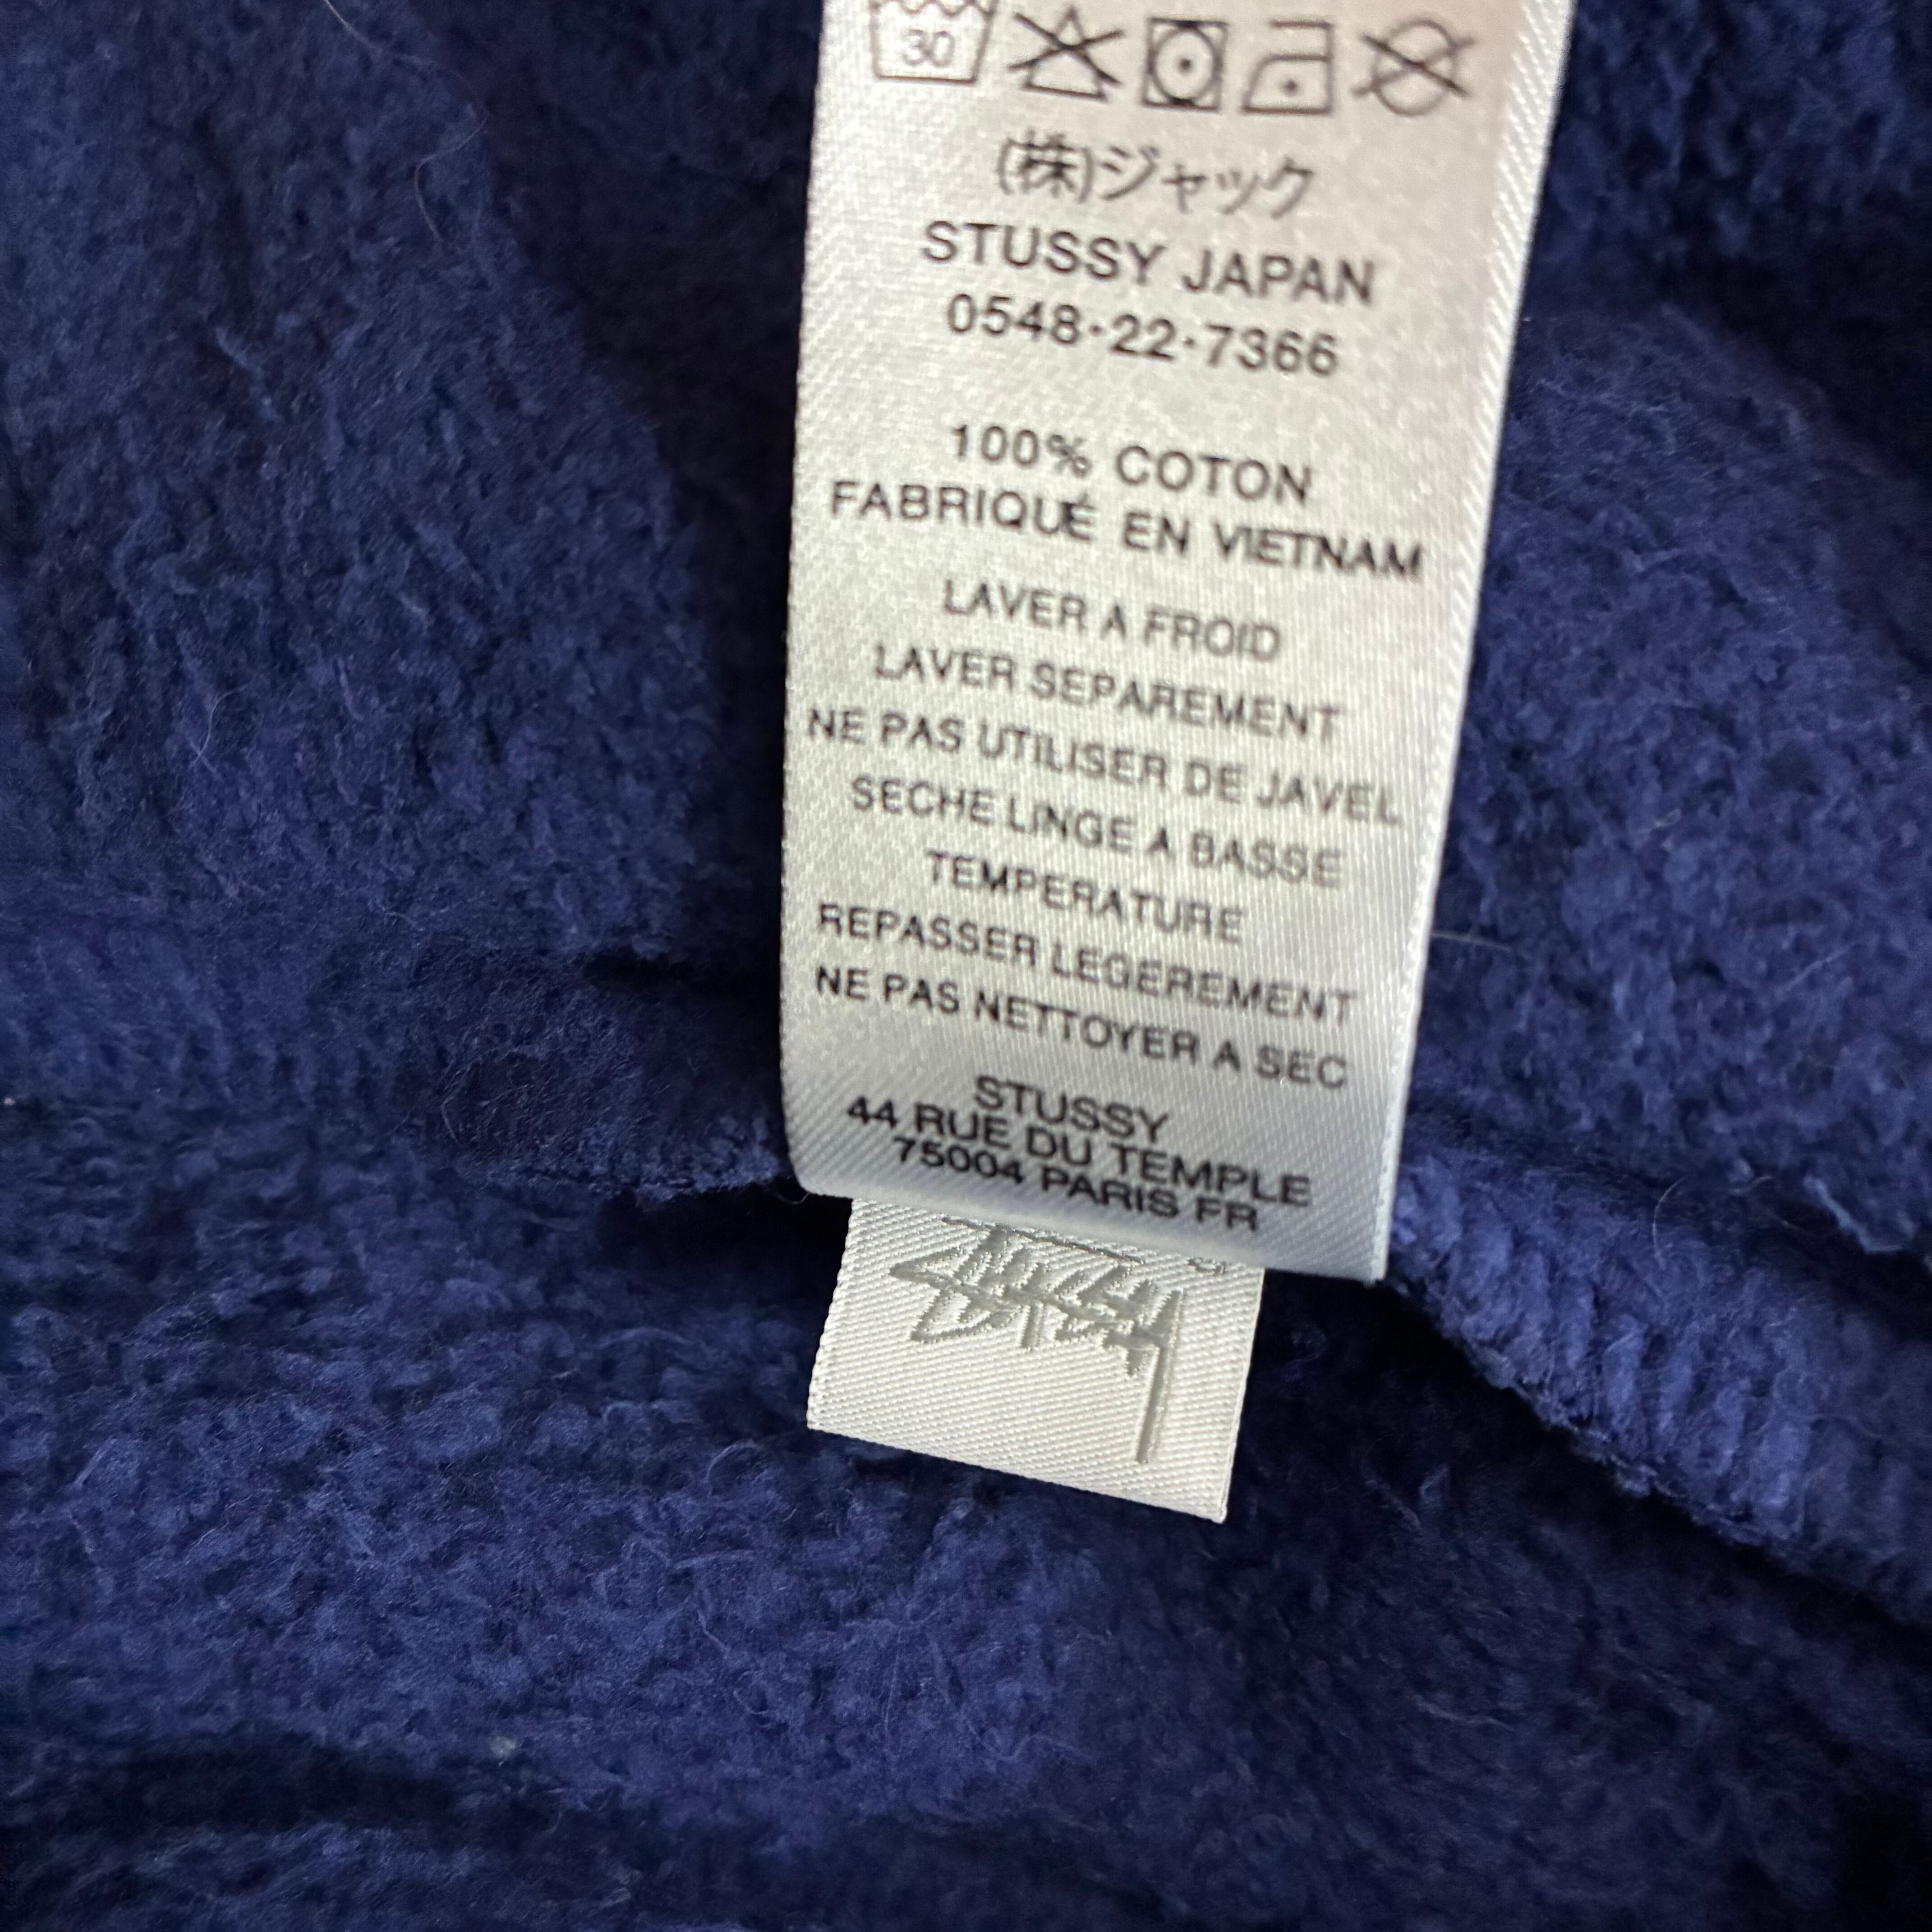 30
(株)ジャック
STUSSY JAPAN
0548·22·7366
100% COTON
FABRIQUÉ EN VIETNAM
LAVER A FROID
LAVER SEPAREMENT
NE PAS UTILISER DE JAVEL
SECHE LINGE A BASSE
TEMPERATURE
REPASSER LEGEREMENT
NE PAS NETTOYER A SEC
STUSSY
44 RUE DU TEMPLE
75004 PARIS FR
Stüssy